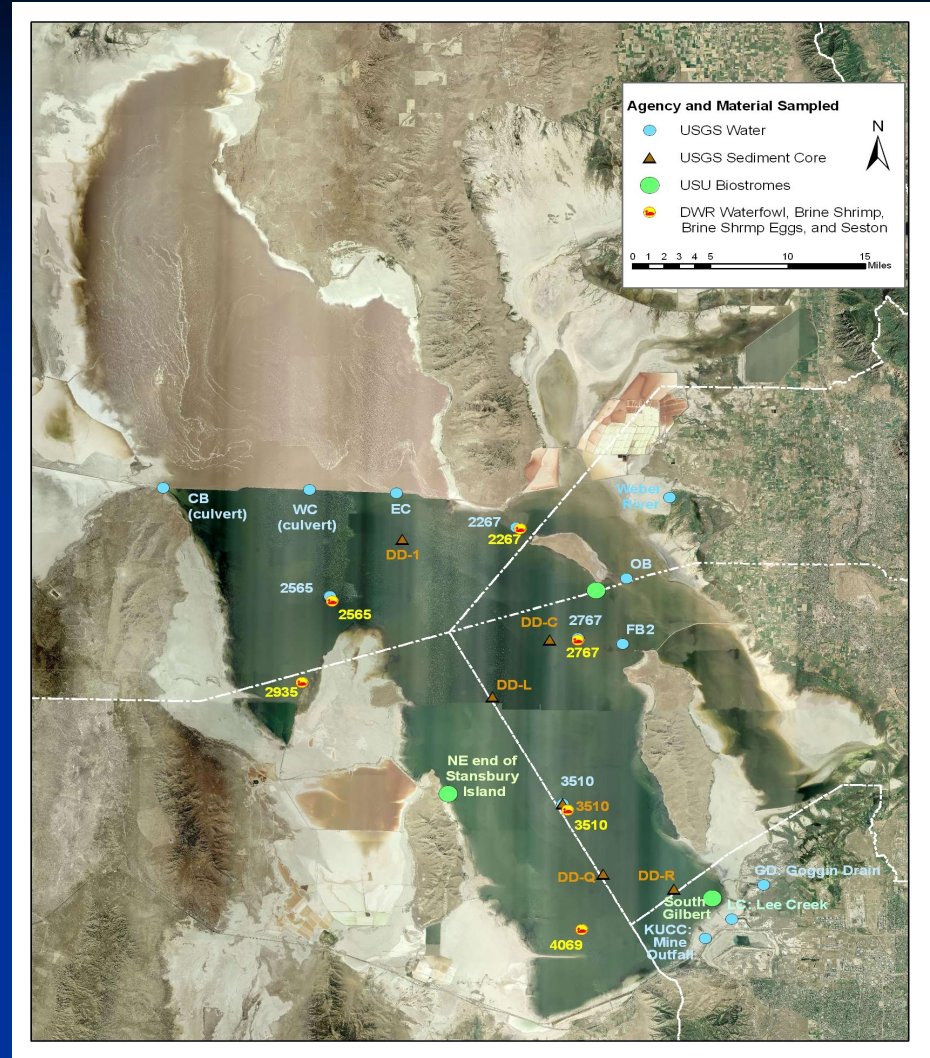 Agency and Material Sampled
USGS Water
USGS Sediment Core
USU Biostromes
DWR Waterfowl, Brine Shrimp,
Brine Shrmp Eggs, and Seston
N
0 1 2 3 4 5 10 15
Miles
CB
(culvert)
WC
(culvert)
EC
Weber
River
2267
2267
DD-1
OB
2565
2565
DD-C
2767
2767
FB2
2935
DD-L
NE end of
Stansbury
Island
3510
3510
3510
DD-Q
DD-R
GD: Goggin Drain
South
Gilbert
LC: Lee Creek
KUCC:
Mine
Outfall
4069